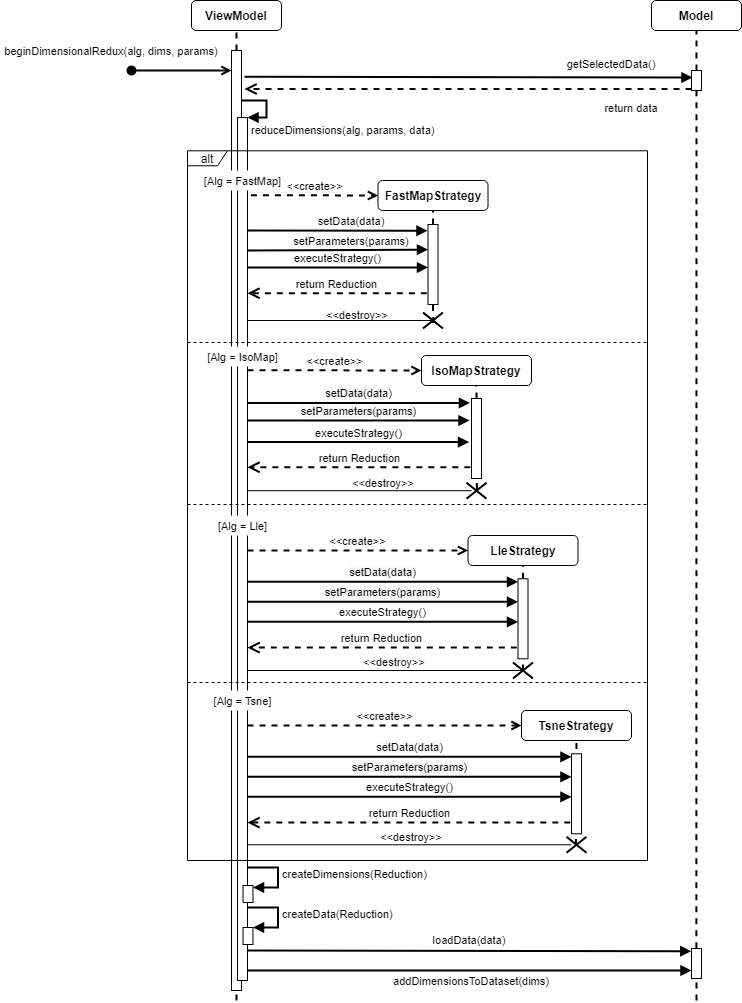 ViewModel
Model
beginDimensionalRedux(alg, dims, params)
getSelectedData()
return data
reduceDimensions(alg, params, data)
alt
[Alg = FastMap]
<<create>>
FastMapStrategy
setData(data)
setParameters(params)
executeStrategy()
return Reduction
<<destroy>>
[Alg = IsoMap]
<<create>>
IsoMapStrategy
setData(data)
setParameters(params)
executeStrategy()
return Reduction
<<destroy>>
[Alg = Lle]
<<create>>
LleStrategy
setData(data)
setParameters(params)
executeStrategy()
return Reduction
<<destroy>>
[Alg = Tsne]
<<create>>
TsneStrategy
setData(data)
setParameters(params)
executeStrategy()
return Reduction
<<destroy>>
createDimensions(Reduction)
createData(Reduction)
loadData(data)
addDimensionsToDataset(dims)